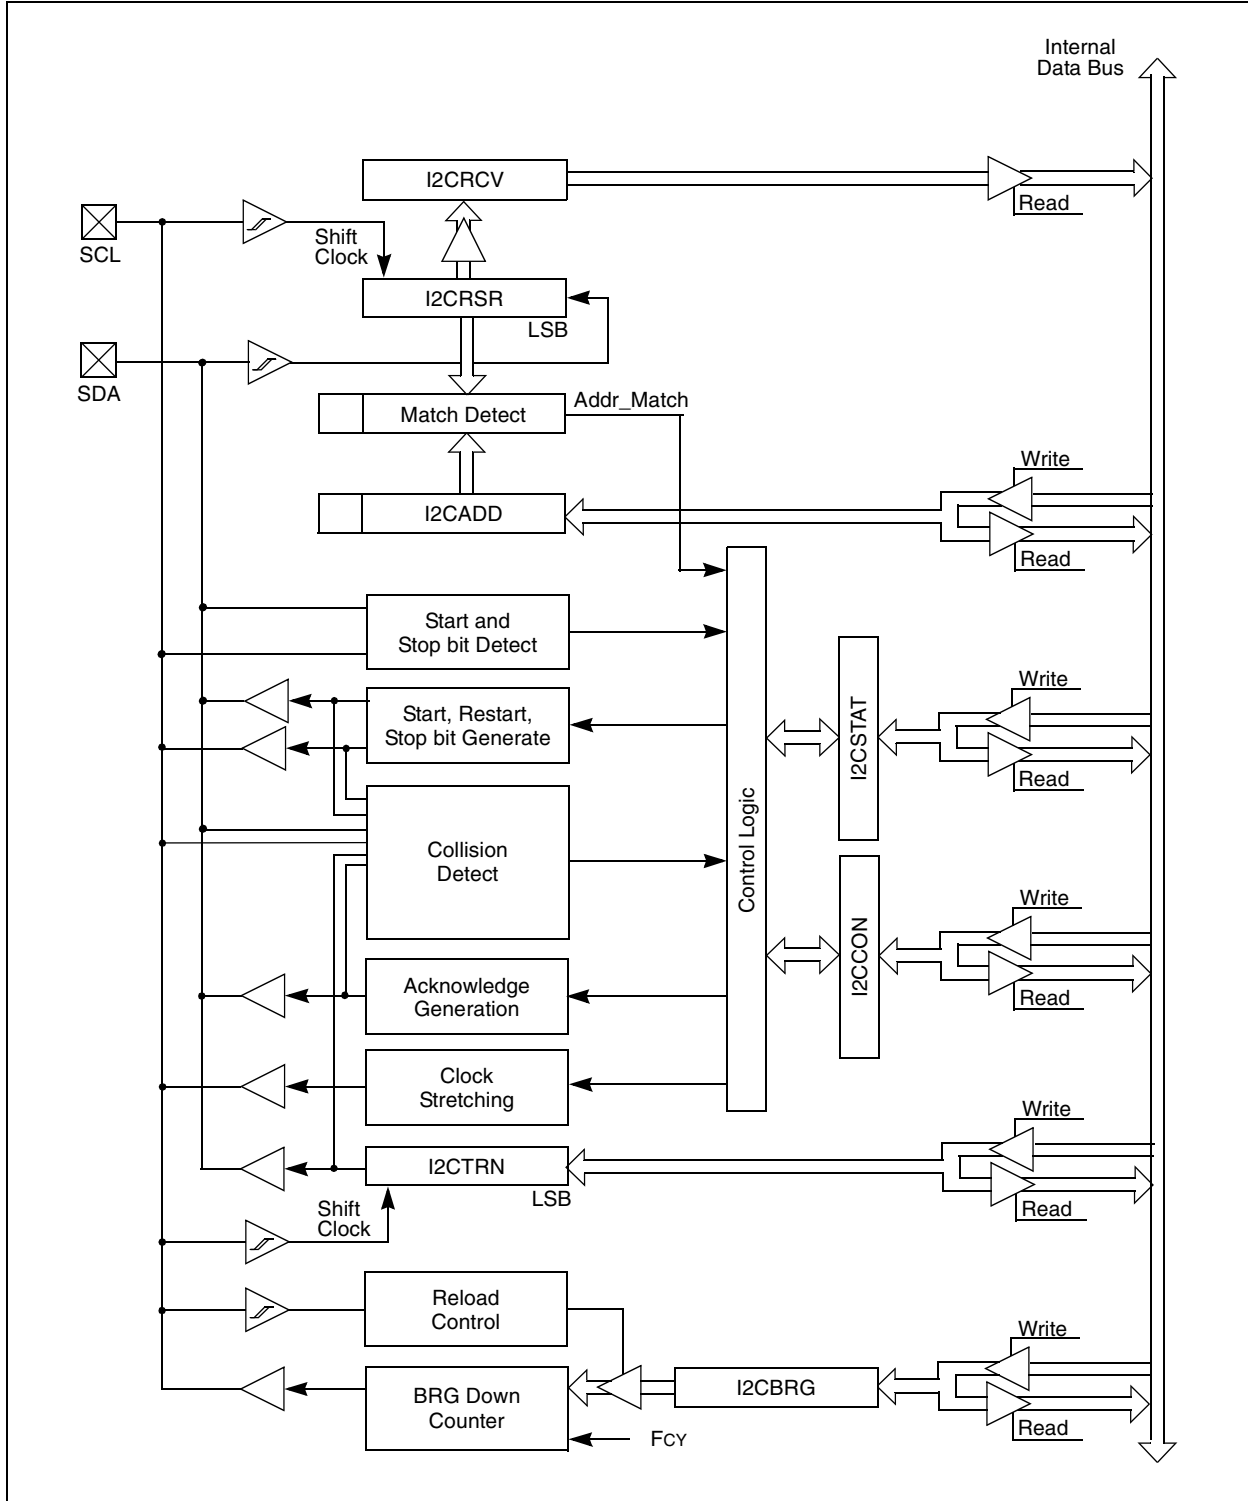 Internal
Data Bus
I2CRCV
Read
SCL
Shift
Clock
I2CRSR
LSB
SDA
Addr_Match
Match Detect
Write
I2CADD
Read
Start and
Stop bit Detect
Write
Start, Restart,
Stop bit Generate
I2CSTAT
Read
Control Logic
Collision
Detect
Write
I2CCON
Acknowledge
Generation
Read
Clock
Stretching
Write
I2CTRN
LSB
Shift
Clock
Read
Reload
Control
Write
I2CBRG
BRG Down
Counter
Read
FCY